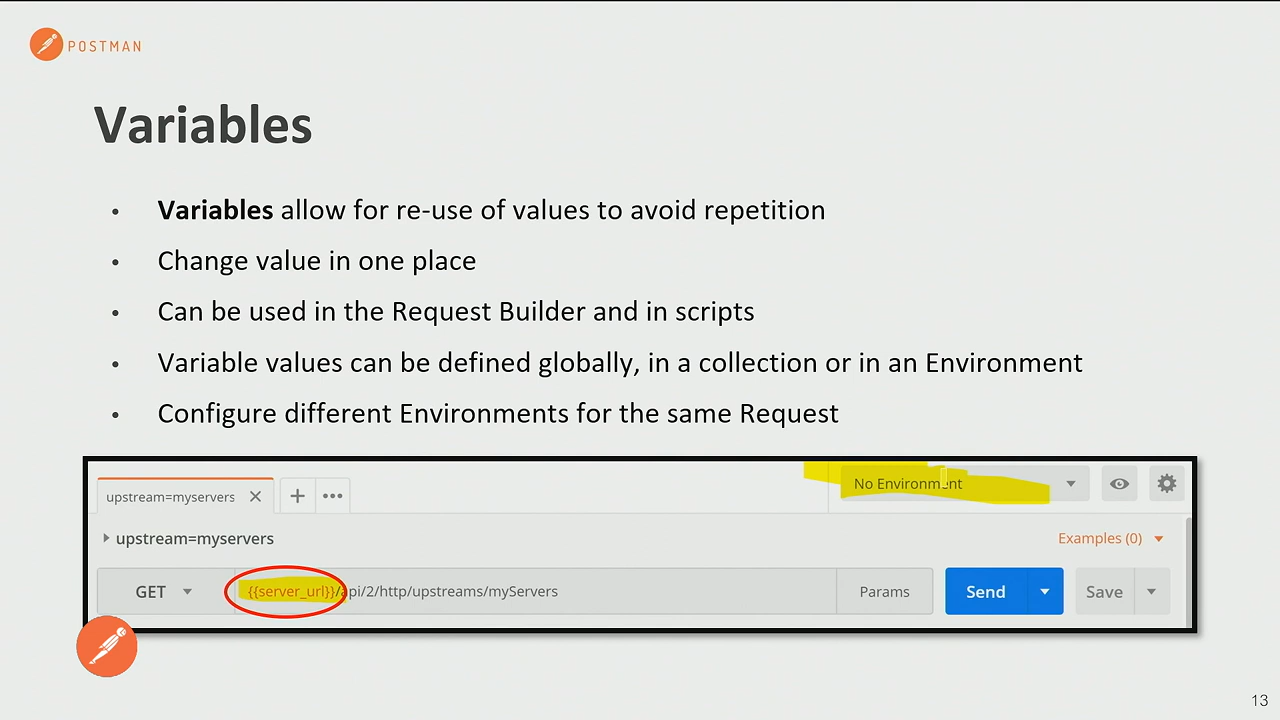 POSTMAN
Variables
• Variables allow for re-use of values to avoid repetition
• Change value in one place
• Can be used in the Request Builder and in scripts
• Variable values can be defined globally, in a collection or in an Environment
• Configure different Environments for the same Request
upstream=myservers
No Environment
upstream=myservers
Examples (0)
GET {{server_url}}/api/2/http/upstreams/myServers Params Send Save
13